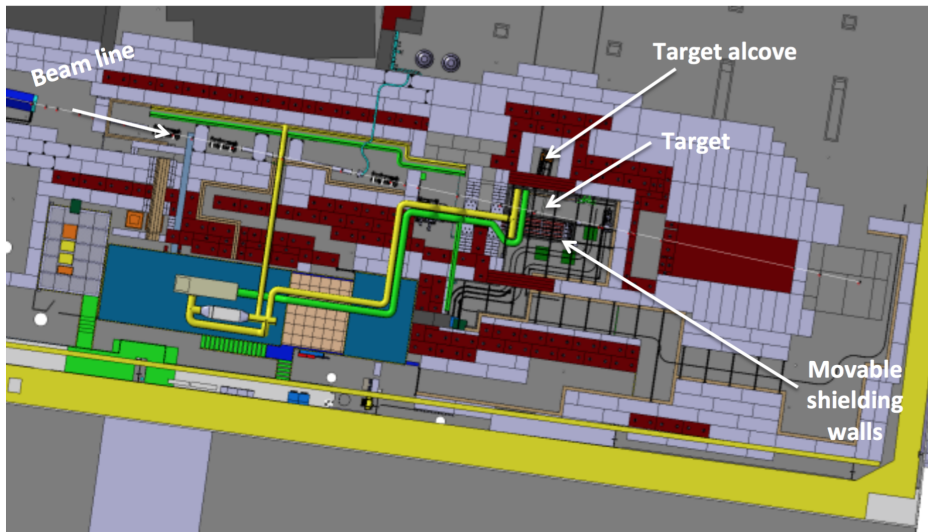 Beam line
Target alcove
Target
Movable
shielding
walls